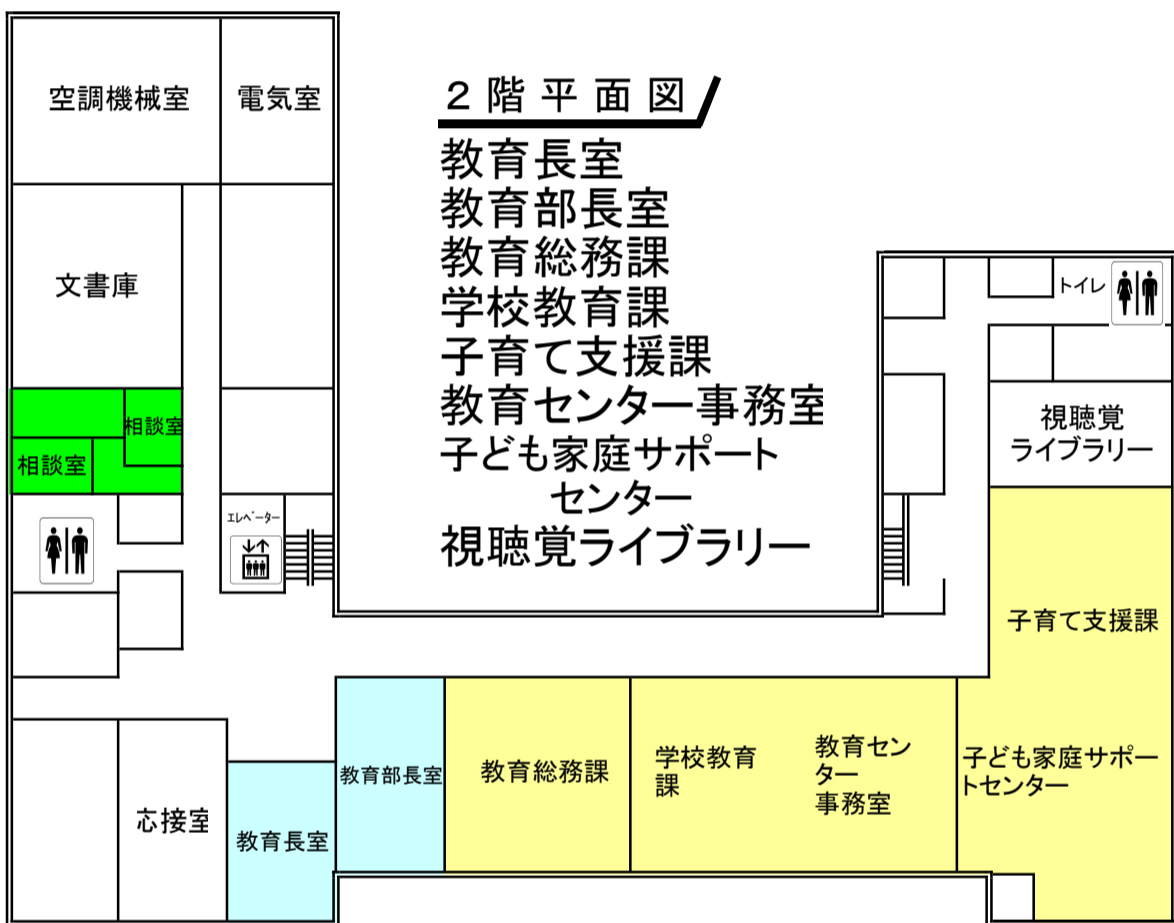 2階平面図
教育長室
教育部長室
教育総務課
学校教育課
子育て支援課
教育センター事務室
子ども家庭サポート
センター
視聴覚ライブラリー
空調機械室
電気室
文書庫
相談室
相談室
エレベーター
トイレ
視聴覚
ライブラリー
子育て支援課
応接室
教育長室
教育部長室
教育総務課
学校教育
課
教育セン
ター
事務室
子ども家庭サポー
トセンター